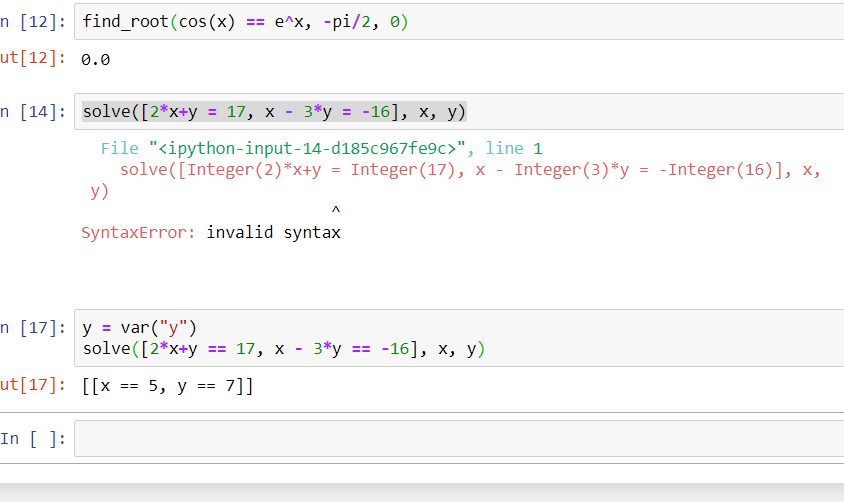 n [12]: find_root(cos(x) == e^x, -pi/2, 0)
ut[12]: 0.0
n [14]: solve([2*x+y = 17, x - 3*y = -16], x, y)
File "<ipython-input-14-d185c967fe9c>", line 1
solve([Integer(2)*x+y = Integer(17), x - Integer(3)*y = -Integer(16)], x,
y)
^
SyntaxError: invalid syntax
n [17]: y = var("y")
solve([2*x+y == 17, x - 3*y == -16], x, y)
ut[17]: [[x == 5, y == 7]]
In [ ]: